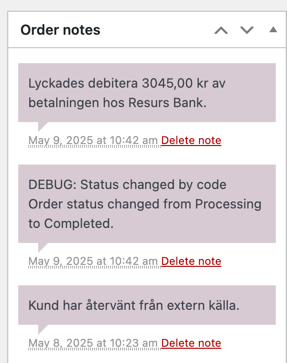 Order notes
Lyckades debitera 3045,00 kr av
betalningen hos Resurs Bank.
May 9, 2025 at 10:42 am Delete note
DEBUG: Status changed by code
Order status changed from Processing
to Completed.
May 9, 2025 at 10:42 am Delete note
Kund har återvänt från extern källa.
May 8, 2025 at 10:23 am Delete note